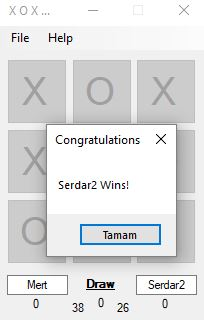 X O X ...
File Help
X O X
Congratulations
X
Serdar2 Wins!
Tamam
O
Mert Draw Serdar2
0 38 0 26 0